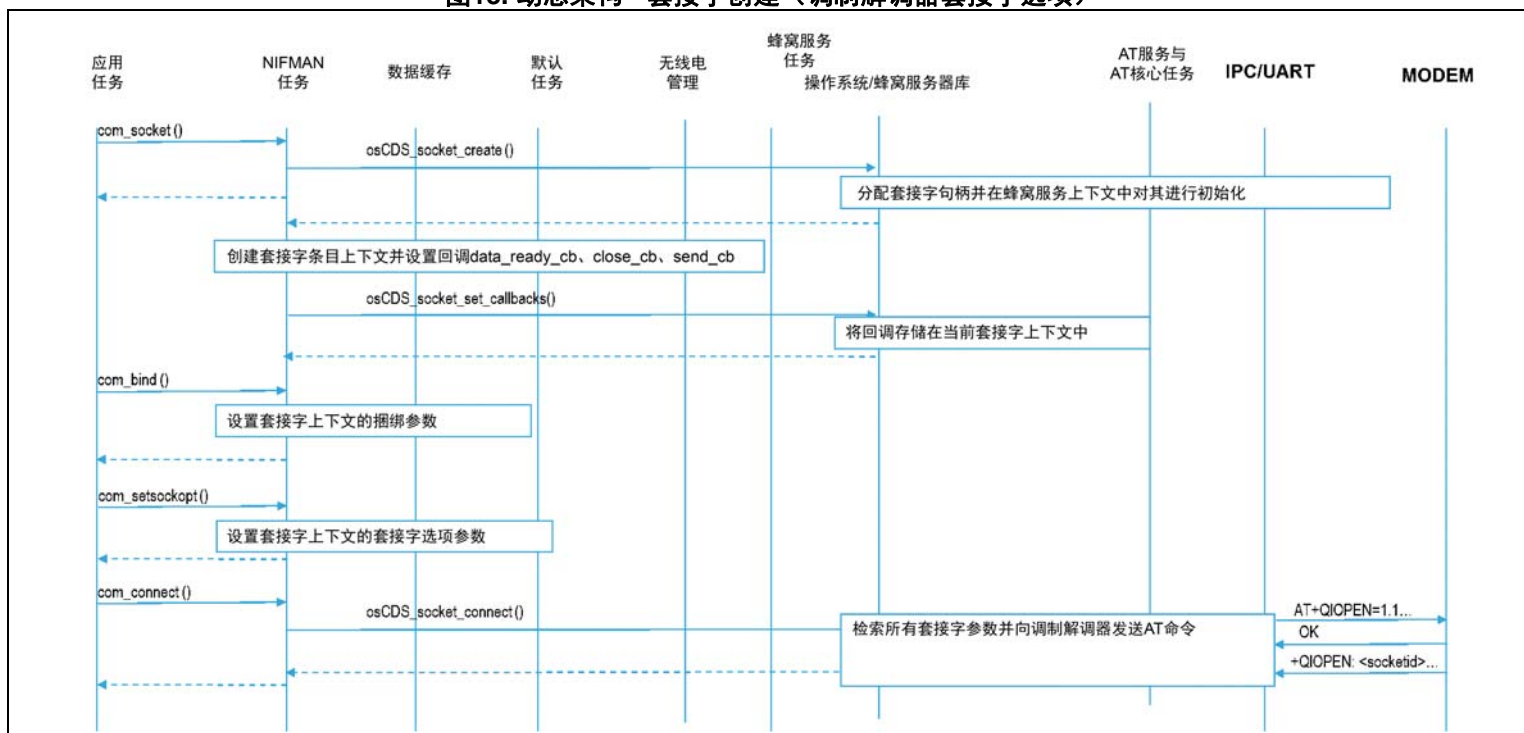 应用
任务
NIFMAN
任务
数据缓存
默认
任务
无线电
管理
蜂窝服务
任务
操作系统/蜂窝服务器库
AT服务与
AT核心任务
IPC/UART
MODEM
com_socket()
osCDS_socket_create()
分配套接字句柄并在蜂窝服务上下文中对其进行初始化
创建套接字条目上下文并设置回调data_ready_cb、close_cb、send_cb
osCDS_socket_set_callbacks()
将回调存储在当前套接字上下文中
com_bind()
设置套接字上下文的捆绑参数
com_setsockopt()
设置套接字上下文的套接字选项参数
com_connect()
osCDS_socket_connect()
检索所有套接字参数并向调制解调器发送AT命令
AT+QIOPEN=1.1...
OK
+QIOPEN: <socketid>...